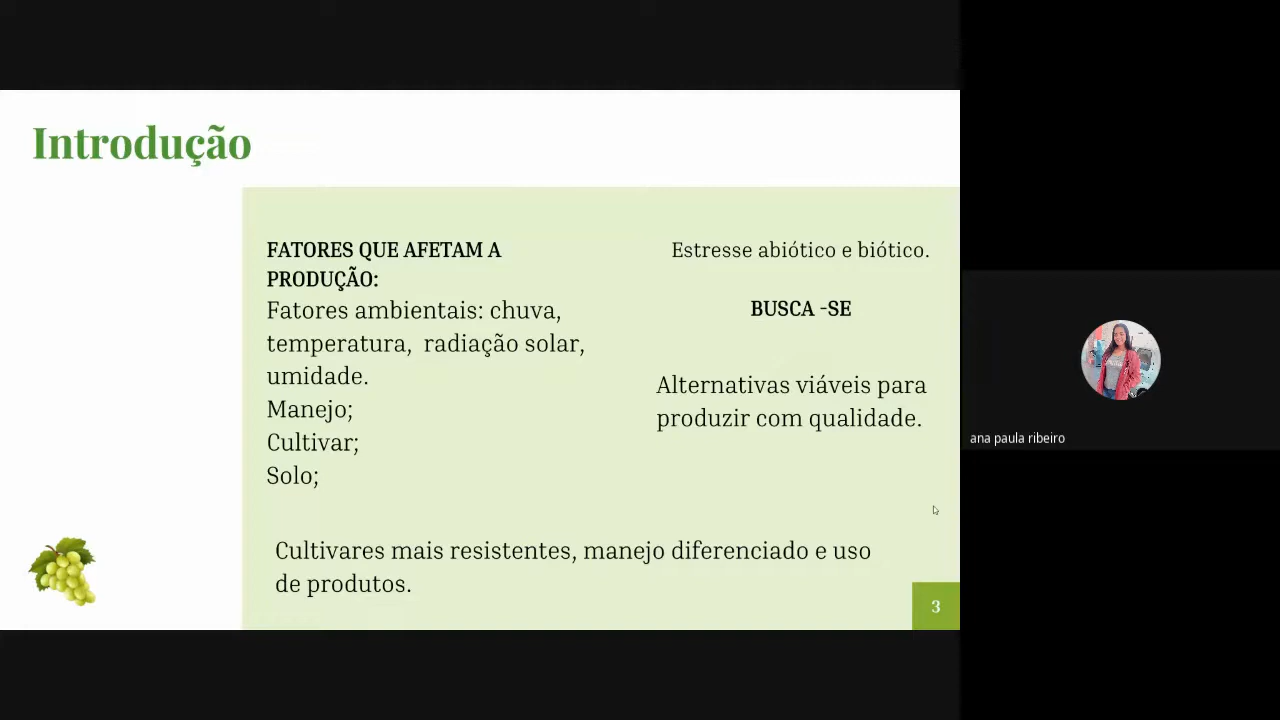 Introdução
FATORES QUE AFETAM A
PRODUÇÃO:
Fatores ambientais: chuva,
temperatura,  radiação solar,
umidade.
Manejo;
Cultivar;
Solo;
Estresse abiótico e biótico.
BUSCA -SE
Alternativas viáveis para
produzir com qualidade.
Cultivares mais resistentes, manejo diferenciado e uso
de produtos.
3
ana paula ribeiro